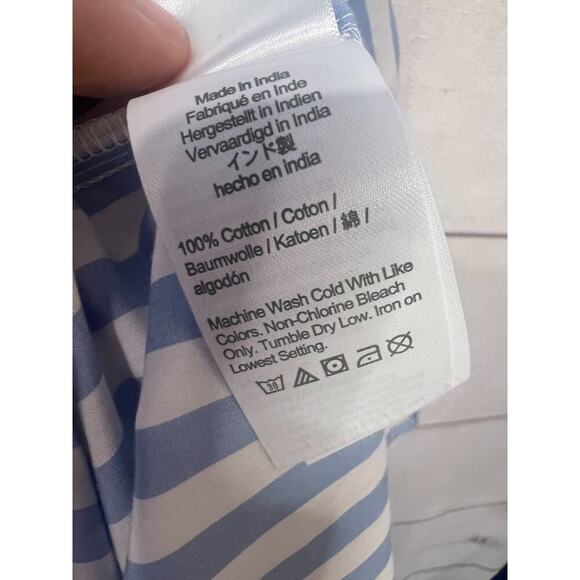 Made in India
Fabriqué en Inde
Hergestellt in Indien
Vervaardigd in India
インド製
hecho en india
100% Cotton / Coton /
Baumwolle / Katoen / 綿 /
algodón
Machine Wash Cold With Like
Colors. Non-Chlorine Bleach
Only. Tumble Dry Low. Iron on
Lowest Setting.
30